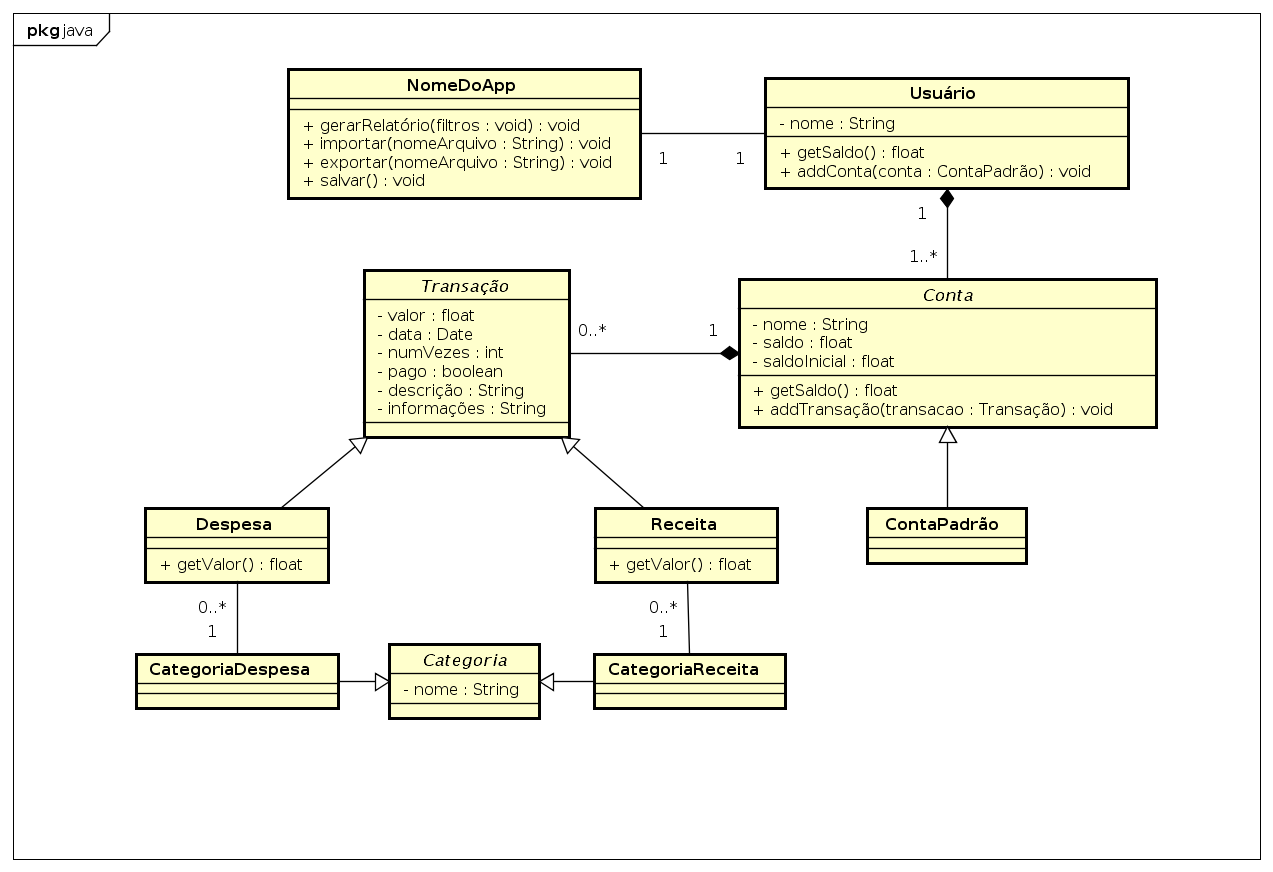 pkg java
NomeDoApp
+ gerarRelatório(filtros : void) : void
+ importar(nomeArquivo : String) : void
+ exportar(nomeArquivo : String) : void
+ salvar() : void
1
1
Usuário
- nome : String
+ getSaldo() : float
+ addConta(conta : ContaPadrão) : void
1
1..*
Transação
- valor : float
- data : Date
- numVezes : int
- pago : boolean
- descrição : String
- informações : String
0..*
1
Conta
- nome : String
- saldo : float
- saldoInicial : float
+ getSaldo() : float
+ addTransação(transacao : Transação) : void
Despesa
+ getValor() : float
Receita
+ getValor() : float
ContaPadrão
0..*
1
0..*
1
CategoriaDespesa
Categoria
- nome : String
CategoriaReceita